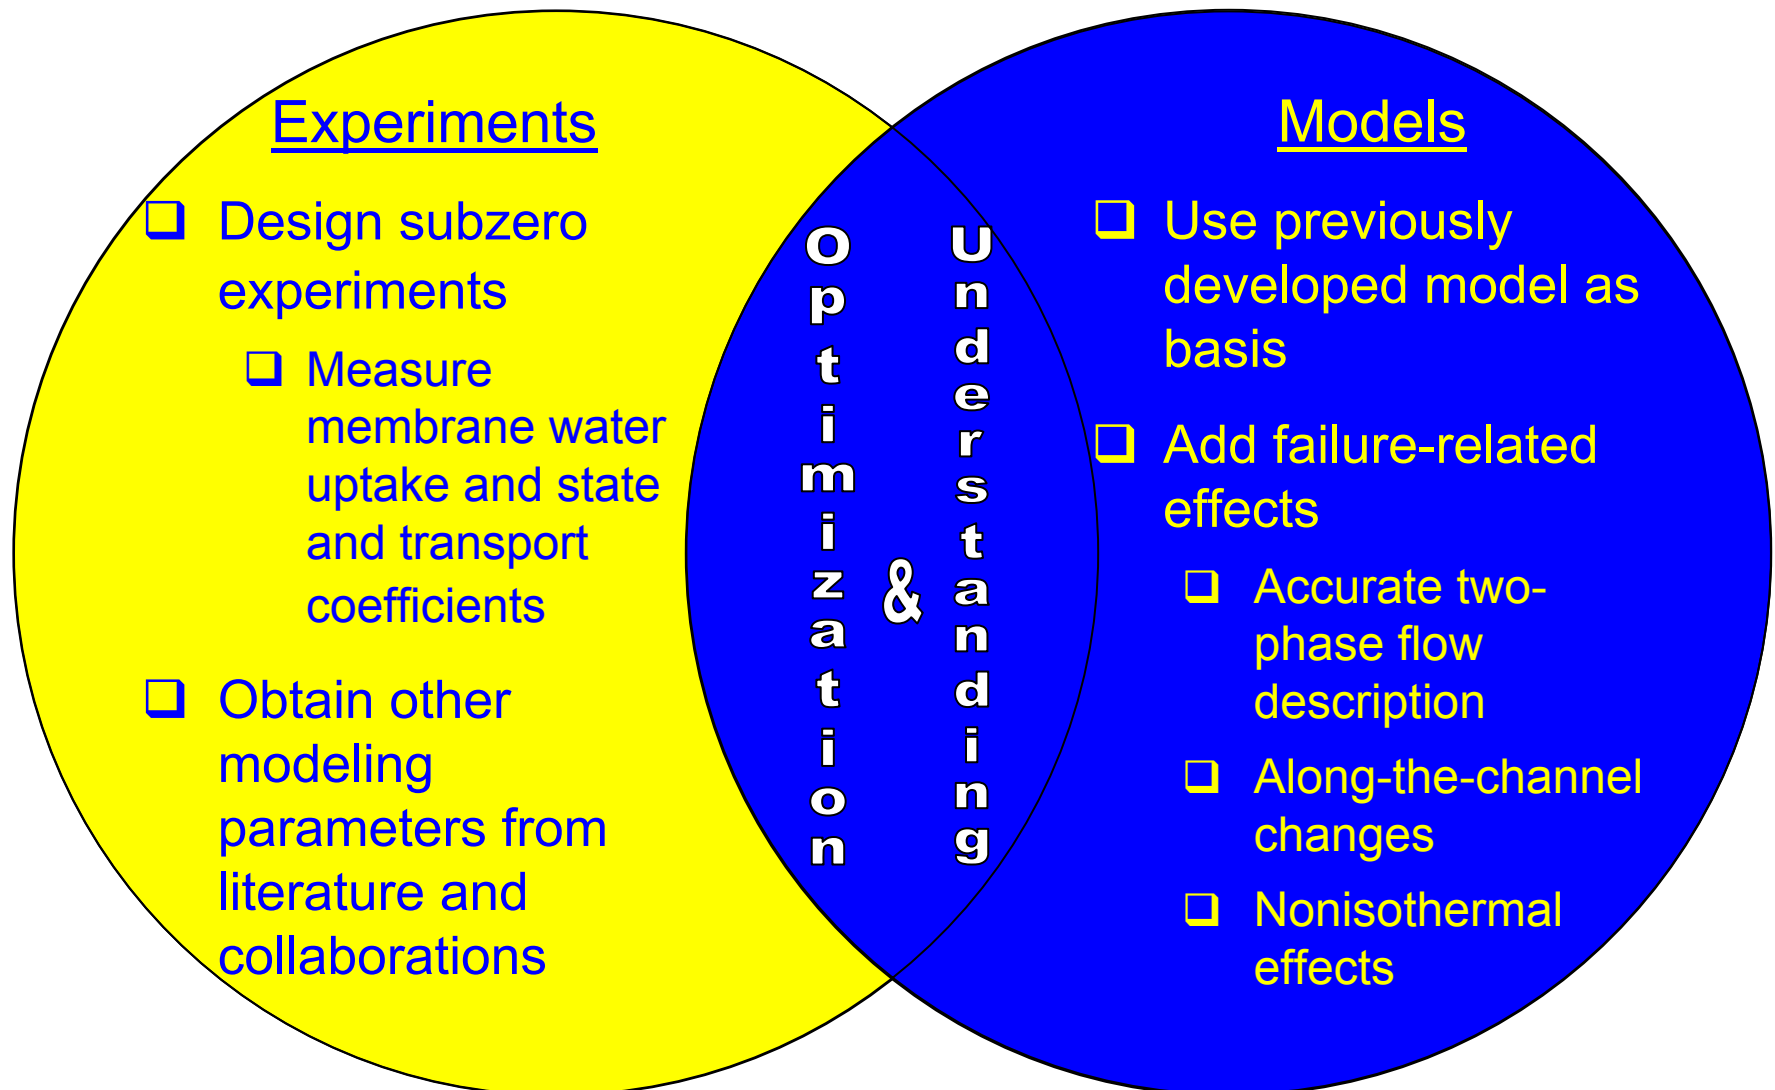 Experiments
❑ Design subzero
experiments
❑ Measure
membrane water
uptake and state
and transport
coefficients
❑ Obtain other
modeling
parameters from
literature and
collaborations
Optimization
&
Understanding
Models
❑ Use previously
developed model as
basis
❑ Add failure-related
effects
❑ Accurate two-
phase flow
description
❑ Along-the-channel
changes
❑ Nonisothermal
effects